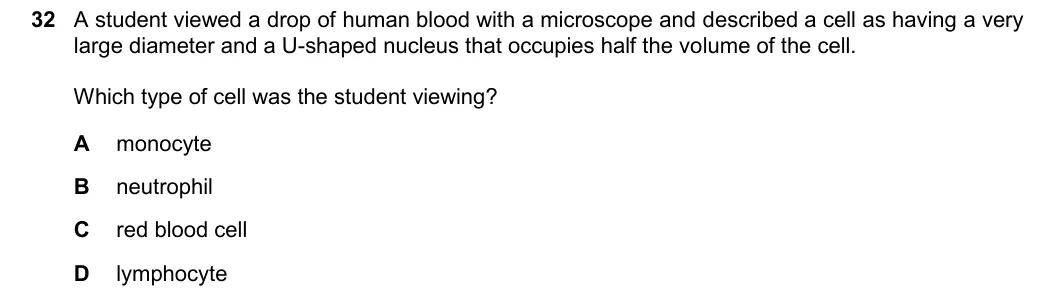 32 A student viewed a drop of human blood with a microscope and described a cell as having a very
large diameter and a U-shaped nucleus that occupies half the volume of the cell.
Which type of cell was the student viewing?
A monocyte
B neutrophil
C red blood cell
D lymphocyte